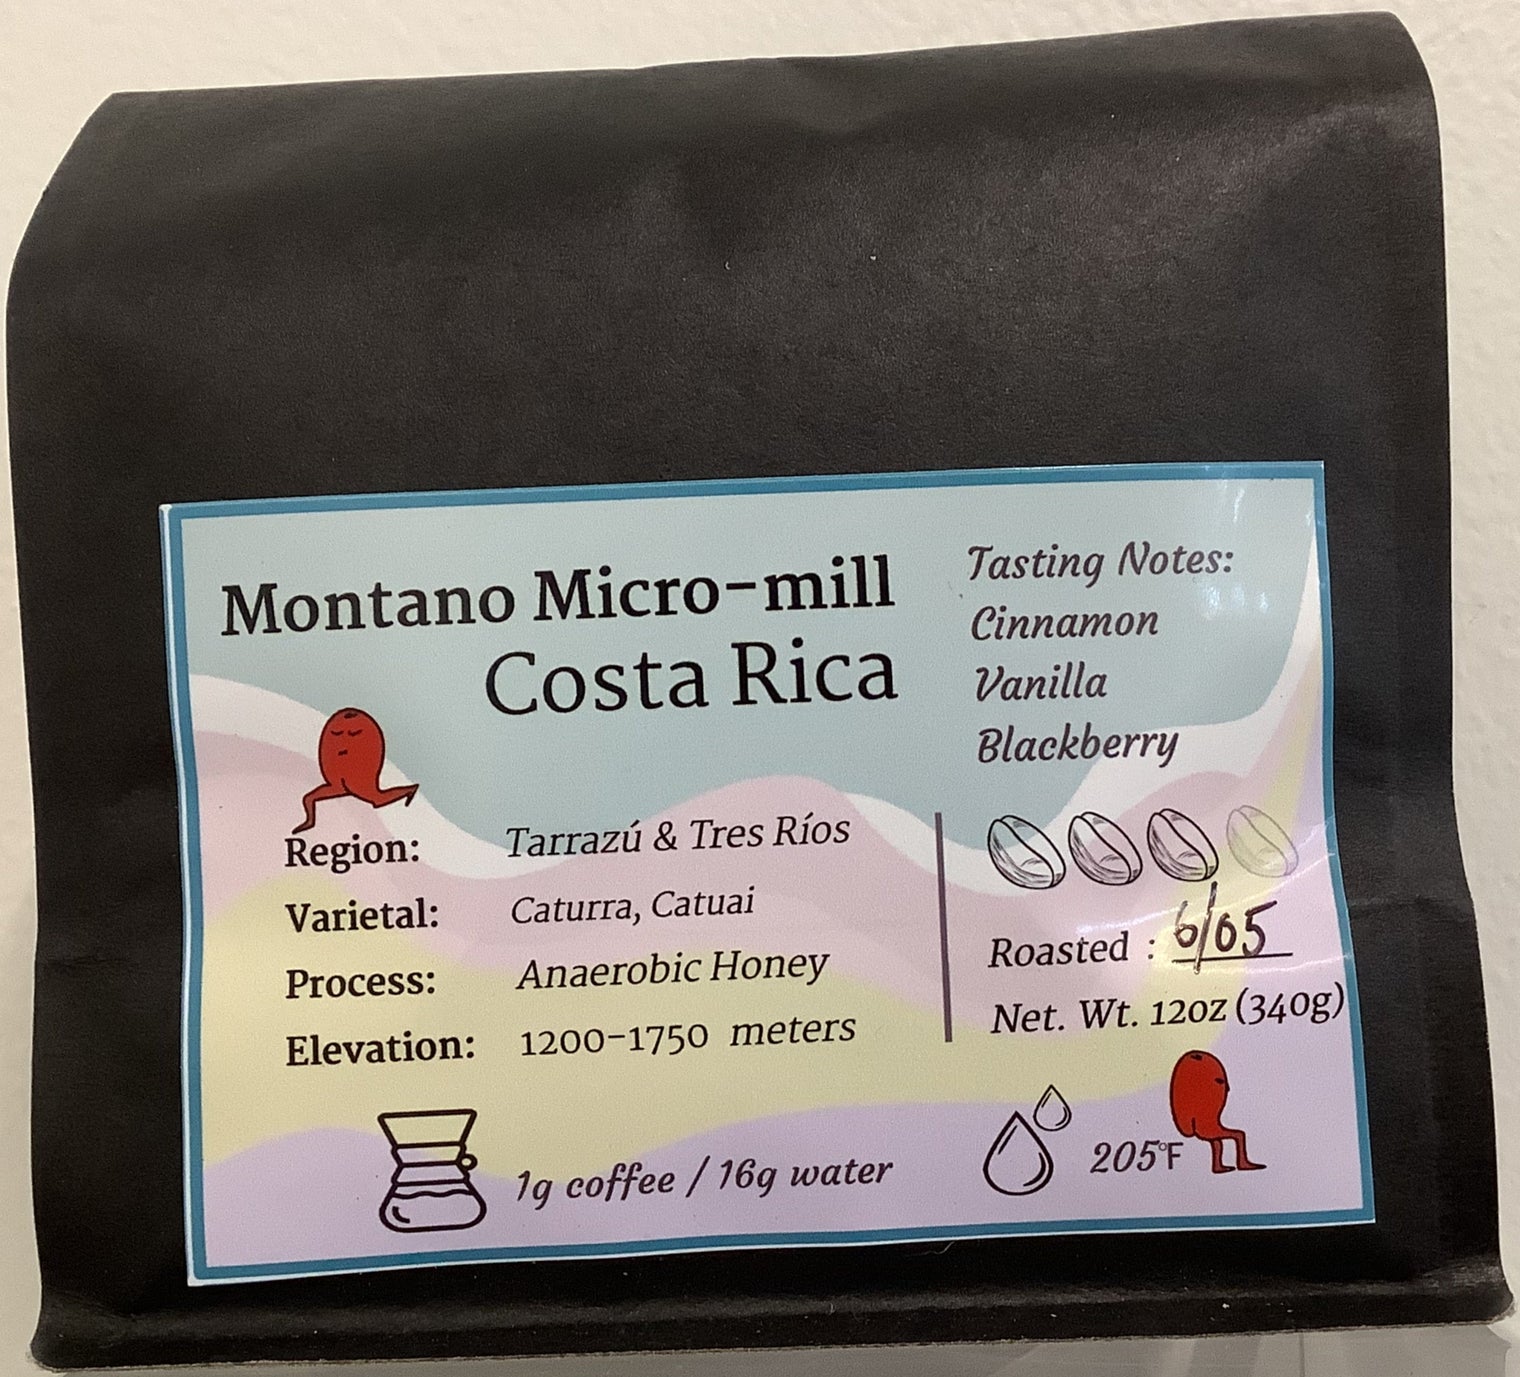 Montano Micro-mill
Costa Rica
Tasting Notes:
Cinnamon
Vanilla
Blackberry
Region: Tarrazú & Tres Ríos
Varietal: Caturra, Catuai
Process: Anaerobic Honey
Elevation: 1200-1750 meters
Roasted : 6/05
Net. Wt. 12oz (340g)
1g coffee / 16g water
205°F